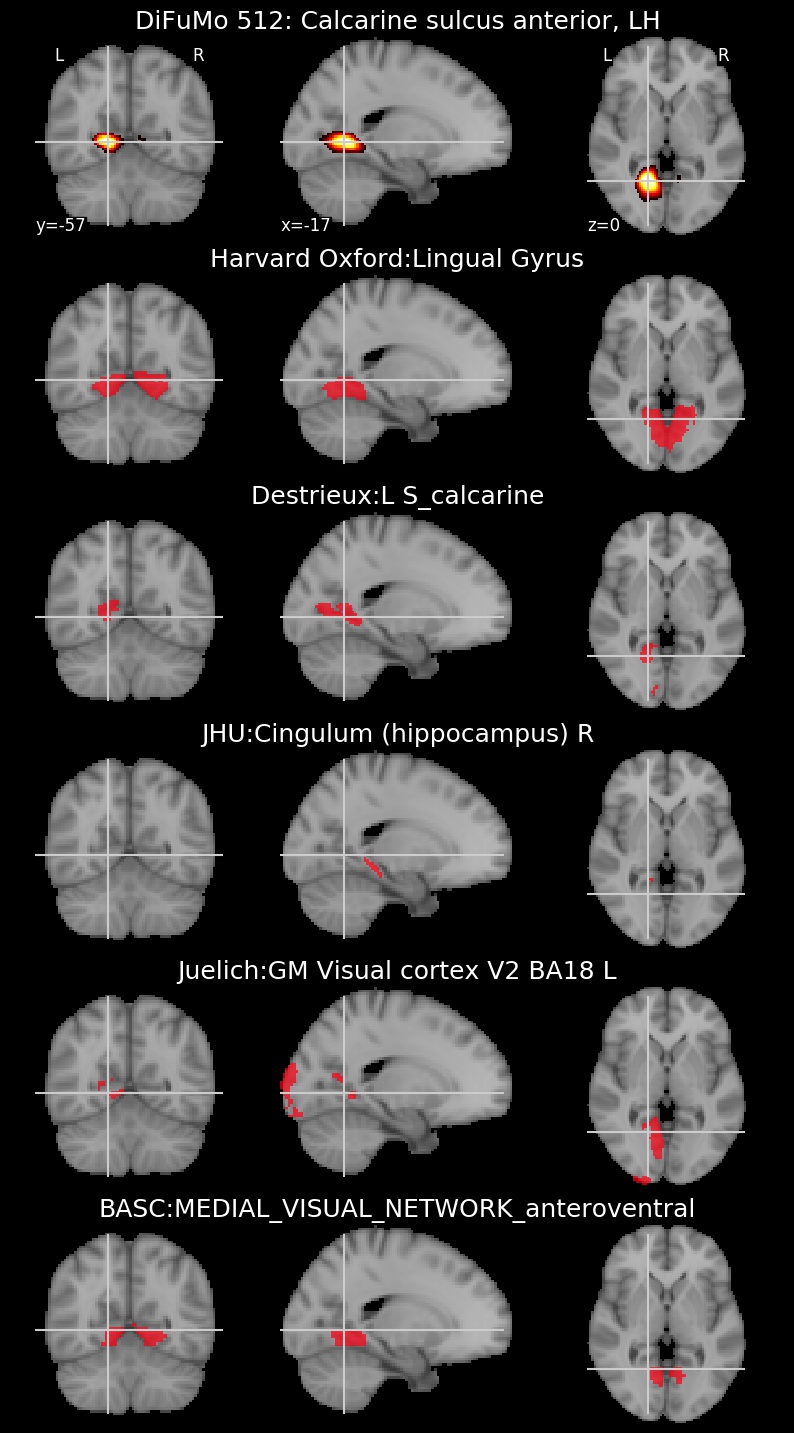 DiFuMo 512: Calcarine sulcus anterior, LH
L R L R
y=-57 x=-17 z=0
Harvard Oxford:Lingual Gyrus
Destrieux:L S_calcarine
JHU:Cingulum (hippocampus) R
Juelich:GM Visual cortex V2 BA18 L
BASC:MEDIAL_VISUAL_NETWORK_anteroventral